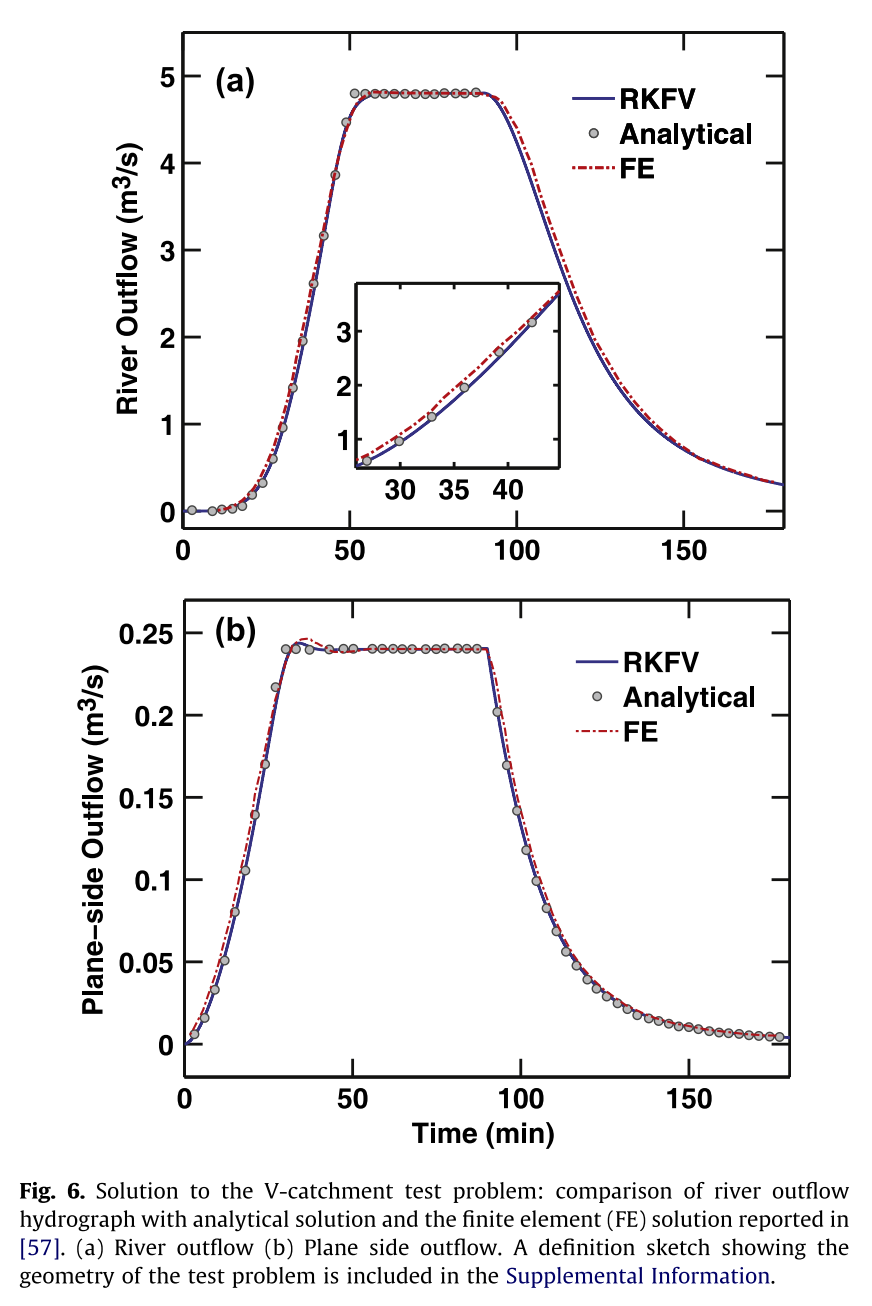 (a)
River Outflow (m³/s)
5
4
3
2
1
0
RKFV
Analytical
FE
3
2
1
30 35 40
0 50 100 150
(b)
Plane−side Outflow (m³/s)
0.25
0.2
0.15
0.1
0.05
0
RKFV
Analytical
FE
0 50 100 150
Time (min)
Fig. 6. Solution to the V-catchment test problem: comparison of river outflow
hydrograph with analytical solution and the finite element (FE) solution reported in
[57]. (a) River outflow (b) Plane side outflow. A definition sketch showing the
geometry of the test problem is included in the Supplemental Information.